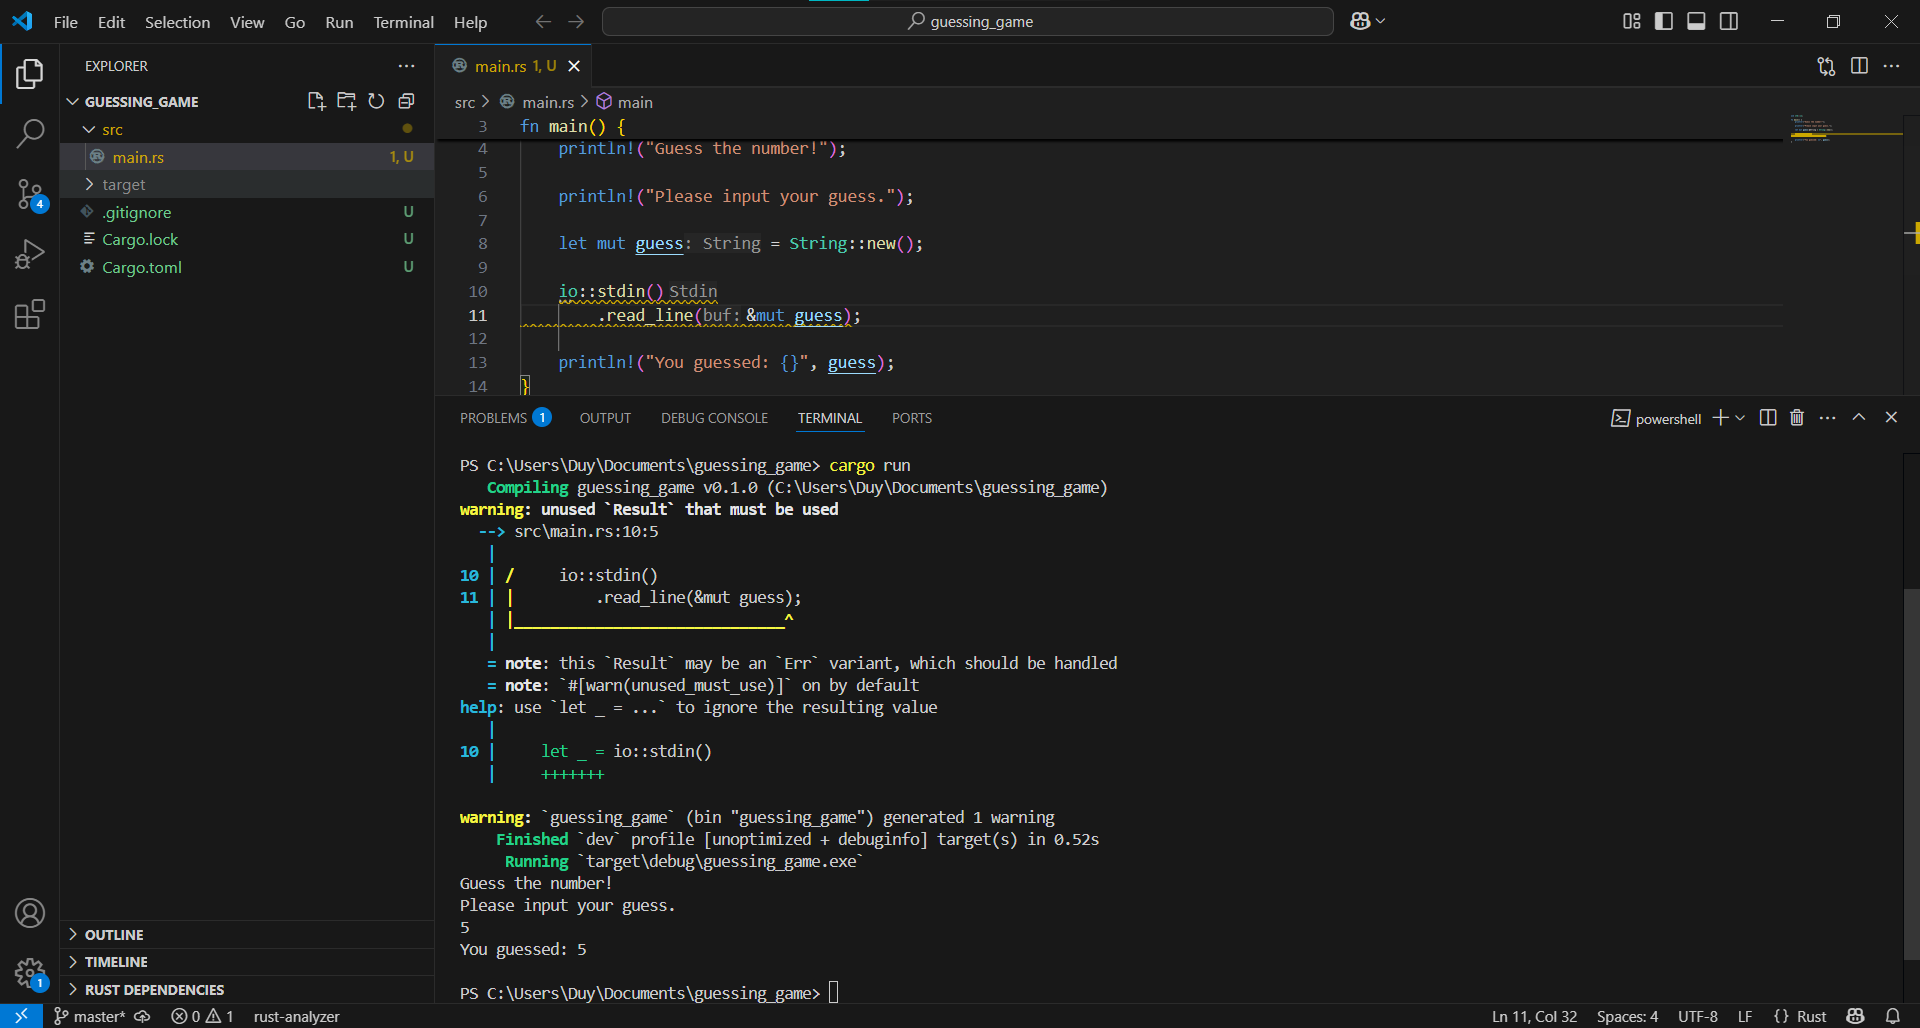 File Edit Selection View Go Run Terminal Help
guessing_game
EXPLORER
GUESSING_GAME
src
main.rs 1, U
target
.gitignore U
Cargo.lock U
Cargo.toml U
4
OUTLINE
TIMELINE
RUST DEPENDENCIES
1
main.rs 1, U
src > main.rs > main
3 fn main() {
4 println!("Guess the number!");
5
6 println!("Please input your guess.");
7
8 let mut guess: String = String::new();
9
10 io::stdin() Stdin
11 .read_line(buf: &mut guess);
12
13 println!("You guessed: {}", guess);
14 }
PROBLEMS 1 OUTPUT DEBUG CONSOLE TERMINAL PORTS
powershell
PS C:\Users\Duy\Documents\guessing_game> cargo run
Compiling guessing_game v0.1.0 (C:\Users\Duy\Documents\guessing_game)
warning: unused `Result` that must be used
--> src\main.rs:10:5
|
10 | / io::stdin()
11 | | .read_line(&mut guess);
| |______________________________^
|
= note: this `Result` may be an `Err` variant, which should be handled
= note: `#[warn(unused_must_use)]` on by default
help: use `let _ = ...` to ignore the resulting value
|
10 | let _ = io::stdin()
| +++++++
warning: `guessing_game` (bin "guessing_game") generated 1 warning
Finished `dev` profile [unoptimized + debuginfo] target(s) in 0.52s
Running `target\debug\guessing_game.exe`
Guess the number!
Please input your guess.
5
You guessed: 5
PS C:\Users\Duy\Documents\guessing_game>
master* 0 1 rust-analyzer Ln 11, Col 32 Spaces: 4 UTF-8 LF {} Rust